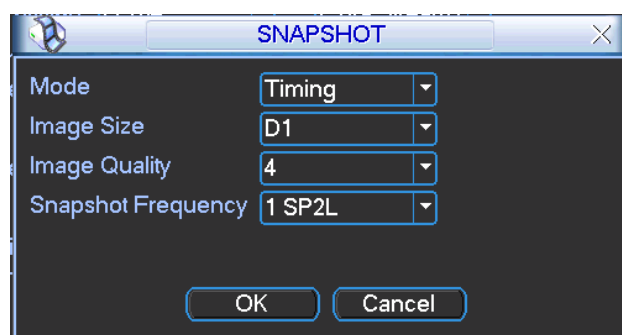 SNAPSHOT
Mode Timing
Image Size D1
Image Quality 4
Snapshot Frequency 1 SP2L
OK Cancel